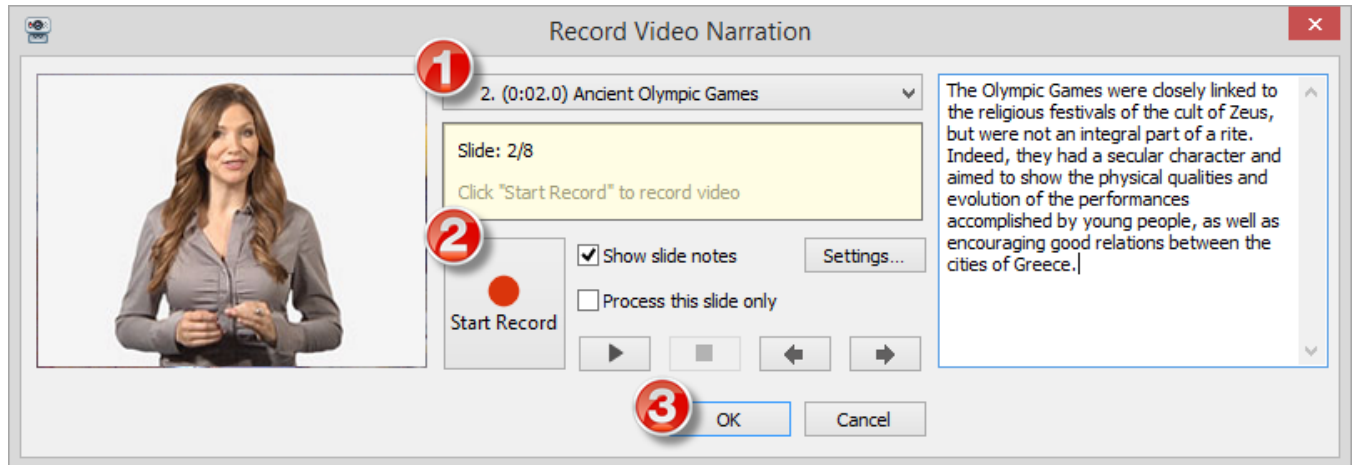 Record Video Narration
1
2. (0:02.0) Ancient Olympic Games
Slide: 2/8
Click "Start Record" to record video
2
Start Record
Show slide notes
Settings...
Process this slide only
3
OK
Cancel
The Olympic Games were closely linked to
the religious festivals of the cult of Zeus,
but were not an integral part of a rite.
Indeed, they had a secular character and
aimed to show the physical qualities and
evolution of the performances
accomplished by young people, as well as
encouraging good relations between the
cities of Greece.